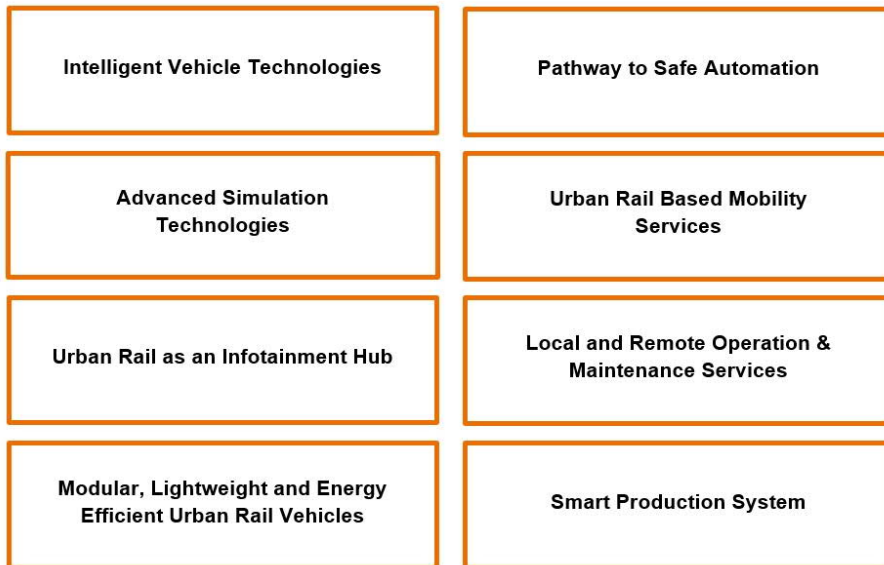 Intelligent Vehicle Technologies
Pathway to Safe Automation
Advanced Simulation
Technologies
Urban Rail Based Mobility
Services
Urban Rail as an Infotainment Hub
Local and Remote Operation &
Maintenance Services
Modular, Lightweight and Energy
Efficient Urban Rail Vehicles
Smart Production System